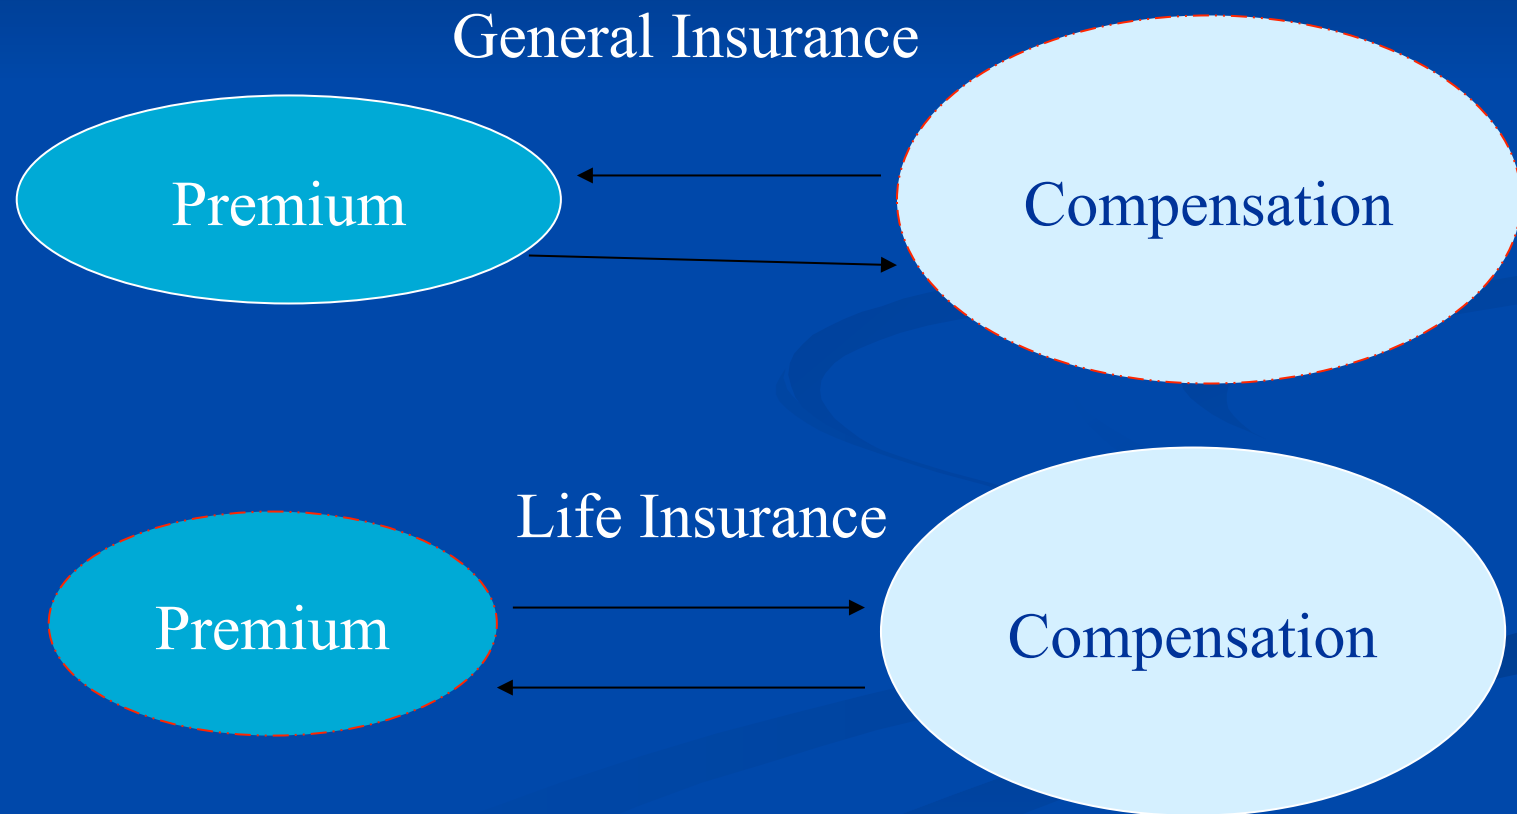 General Insurance
Premium
Compensation
Life Insurance
Premium
Compensation